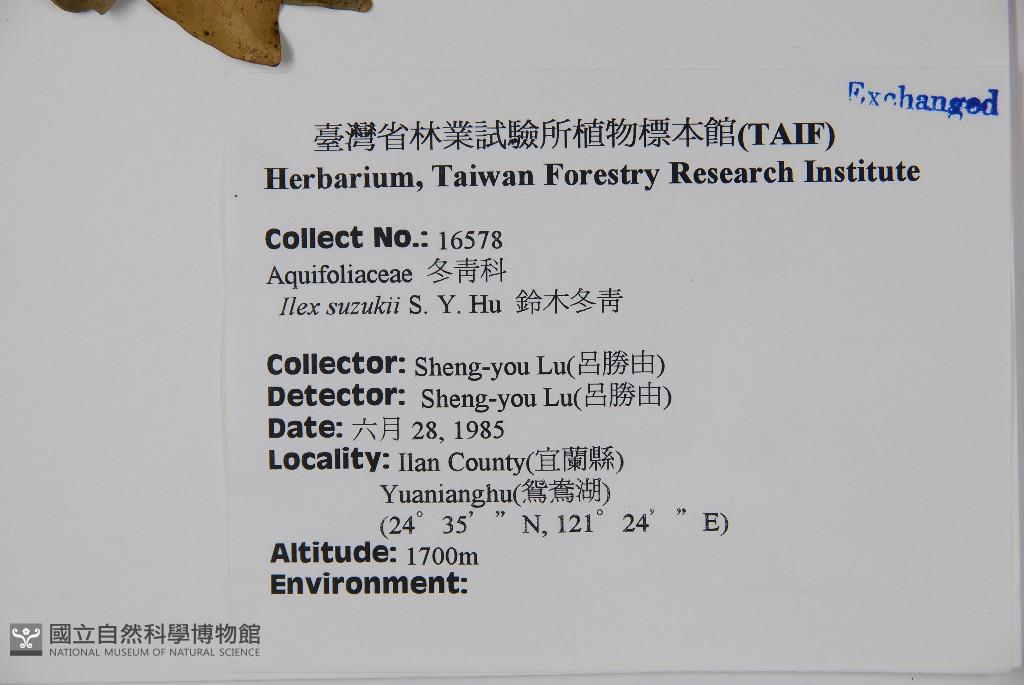 Exchanged
臺灣省林業試驗所植物標本館(TAIF)
Herbarium, Taiwan Forestry Research Institute
Collect No.: 16578
Aquifoliaceae 冬青科
Ilex suzukii S. Y. Hu 鈴木冬青
Collector: Sheng-you Lu(呂勝由)
Detector: Sheng-you Lu(呂勝由)
Date: 六月 28, 1985
Locality: Ilan County(宜蘭縣)
Yuanianghu(鴛鴦湖)
(24° 35' ” N, 121° 24' ” E)
Altitude: 1700m
Environment:
國立自然科學博物館
NATIONAL MUSEUM OF NATURAL SCIENCE